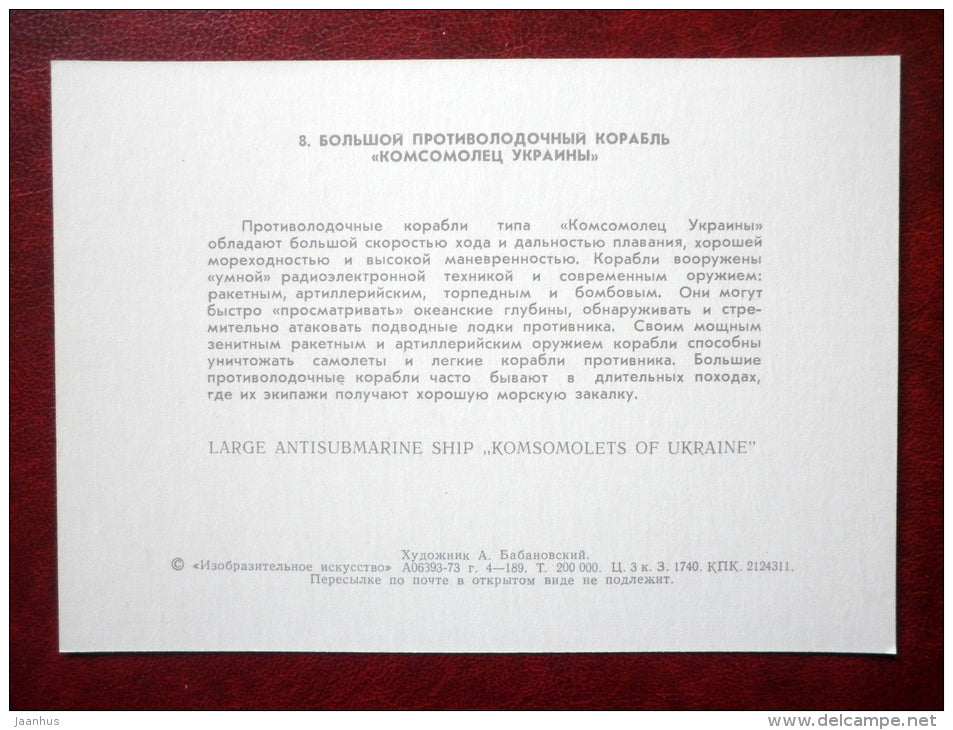 8. БОЛЬШОЙ ПРОТИВОЛОДОЧНЫЙ КОРАБЛЬ
«КОМСОМОЛЕЦ УКРАИНЫ»
Противолодочные корабли типа «Комсомолец Украины»
обладают большой скоростью хода и дальностью плавания, хорошей
мореходностью и высокой маневренностью. Корабли вооружены
«умной» радиоэлектронной техникой и современным оружием:
ракетным, артиллерийским, торпедным и бомбовым. Они могут
быстро «просматривать» океанские глубины, обнаруживать и стре-
мительно атаковать подводные лодки противника. Своим мощным
зенитным ракетным и артиллерийским оружием корабли способны
уничтожать самолеты и легкие корабли противника. Большие
противолодочные корабли часто бывают в длительных походах,
где их экипажи получают хорошую морскую закалку.
LARGE ANTISUBMARINE SHIP „KOMSOMOLETS OF UKRAINE”
Художник А. Бабановский.
© «Изобразительное искусство» А06393-73 г. 4—189. Т. 200 000. Ц. 3 к. З. 1740. КПК. 2124311.
Пересылке по почте в открытом виде не подлежит.
jaanhus
www.delcampe.net